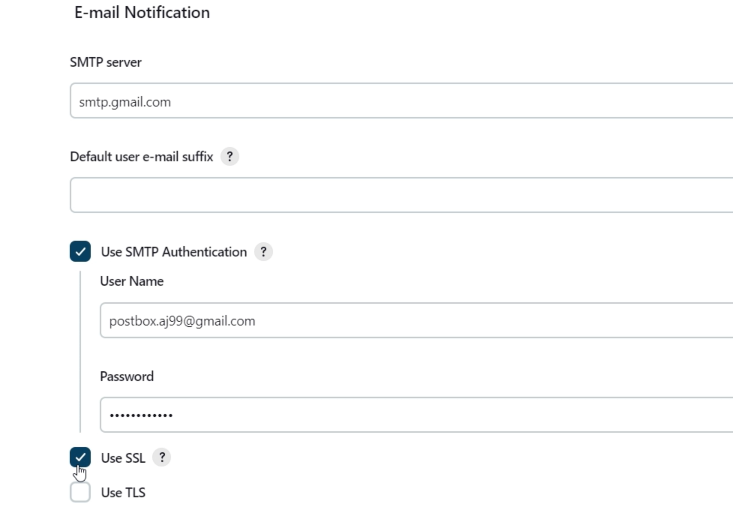 E-mail Notification
SMTP server
smtp.gmail.com
Default user e-mail suffix ?
Use SMTP Authentication ?
User Name
postbox.aj99@gmail.com
Password
••••••••••••
Use SSL ?
Use TLS